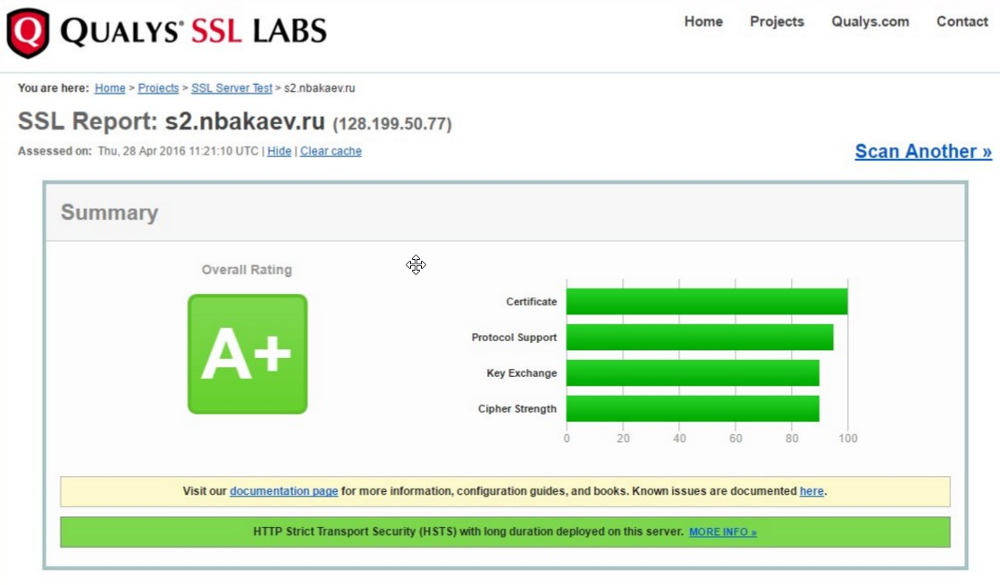 QUALYS® SSL LABS
Home Projects Qualys.com Contact
You are here: Home > Projects > SSL Server Test > s2.nbakaev.ru
SSL Report: s2.nbakaev.ru (128.199.50.77)
Assessed on: Thu, 28 Apr 2016 11:21:10 UTC | Hide | Clear cache
Scan Another »
Summary
Overall Rating
A+
Certificate
Protocol Support
Key Exchange
Cipher Strength
0 20 40 60 80 100
Visit our documentation page for more information, configuration guides, and books. Known issues are documented here.
HTTP Strict Transport Security (HSTS) with long duration deployed on this server. MORE INFO »